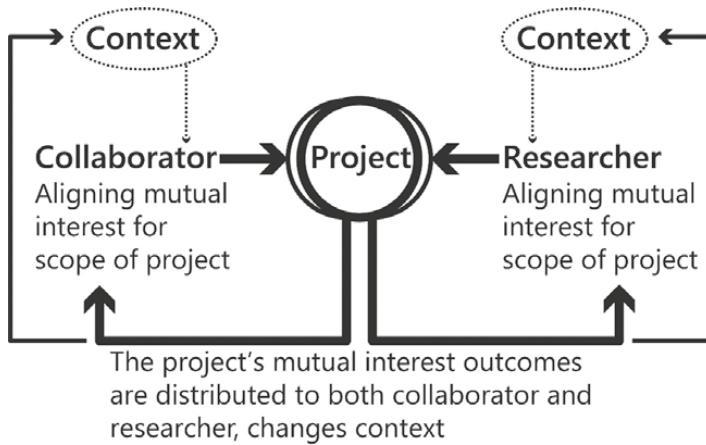 Context
Context
Collaborator
Project
Researcher
Aligning mutual
interest for
scope of project
Aligning mutual
interest for
scope of project
The project's mutual interest outcomes
are distributed to both collaborator and
researcher, changes context